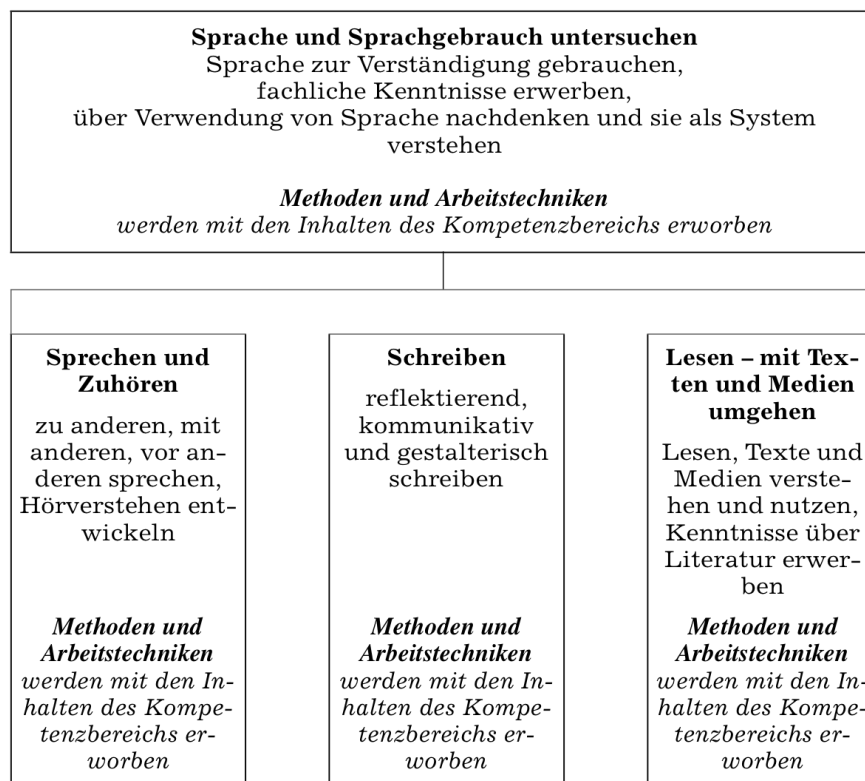 Sprache und Sprachgebrauch untersuchen
Sprache zur Verständigung gebrauchen,
fachliche Kenntnisse erwerben,
über Verwendung von Sprache nachdenken und sie als System
verstehen
Methoden und Arbeitstechniken
werden mit den Inhalten des Kompetenzbereichs erworben
Sprechen und
Zuhören
zu anderen, mit
anderen, vor an-
deren sprechen,
Hörverstehen ent-
wickeln
Methoden und
Arbeitstechniken
werden mit den In-
halten des Kompe-
tenzbereichs er-
worben
Schreiben
reflektierend,
kommunikativ
und gestalterisch
schreiben
Methoden und
Arbeitstechniken
werden mit den In-
halten des Kompe-
tenzbereichs er-
worben
Lesen – mit Tex-
ten und Medien
umgehen
Lesen, Texte und
Medien verste-
hen und nutzen,
Kenntnisse über
Literatur erwer-
ben
Methoden und
Arbeitstechniken
werden mit den In-
halten des Kompe-
tenzbereichs er-
worben